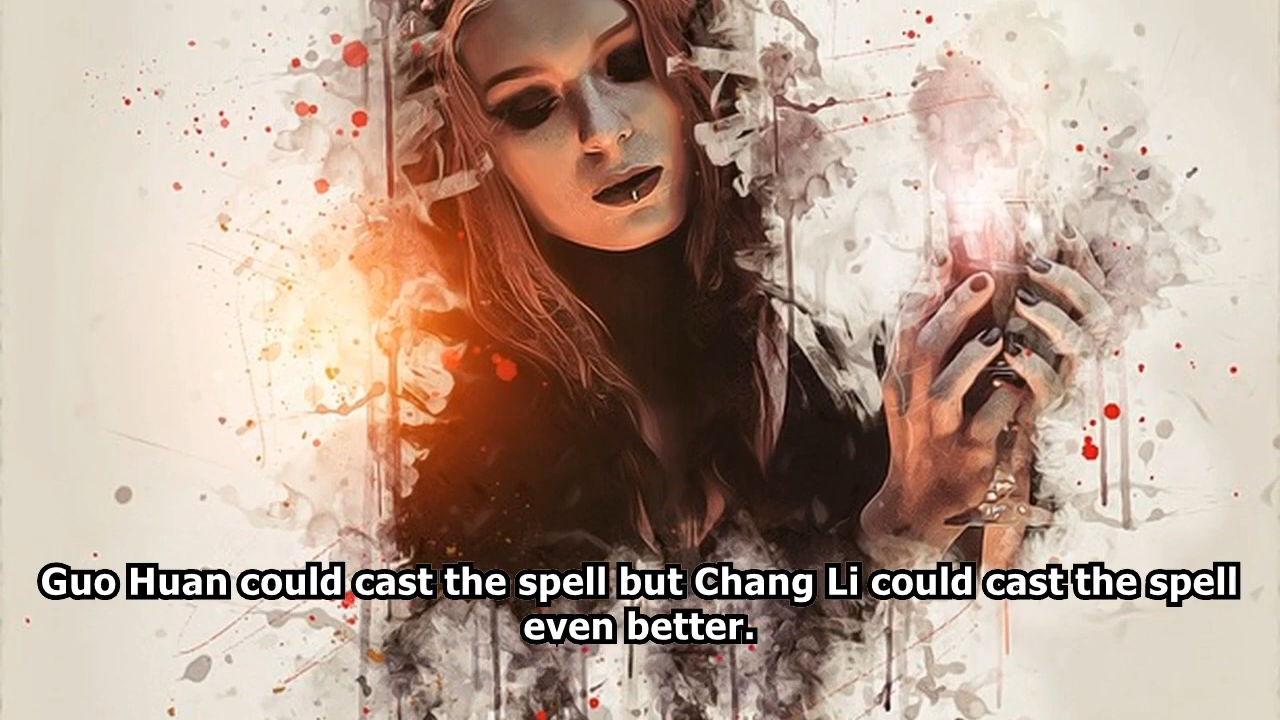 Guo Huan could cast the spell but Chang Li could cast the spell
even better.